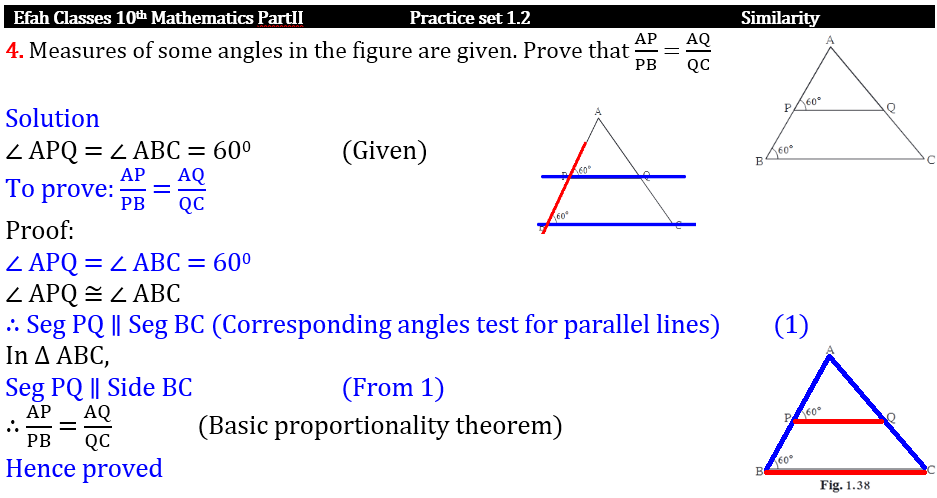 Efah Classes 10th Mathematics PartII Practice set 1.2 Similarity
4. Measures of some angles in the figure are given. Prove that AP/PB = AQ/QC
A
P 60° Q
B 60° C
Solution
∠ APQ = ∠ ABC = 60⁰ (Given)
To prove: AP/PB = AQ/QC
A
P 60° Q
60° C
Proof:
∠ APQ = ∠ ABC = 60⁰
∠ APQ ≅ ∠ ABC
∴ Seg PQ ∥ Seg BC (Corresponding angles test for parallel lines) (1)
In Δ ABC,
Seg PQ ∥ Side BC (From 1)
∴ AP/PB = AQ/QC (Basic proportionality theorem)
Hence proved
A
P 60° Q
B 60° C
Fig. 1.38